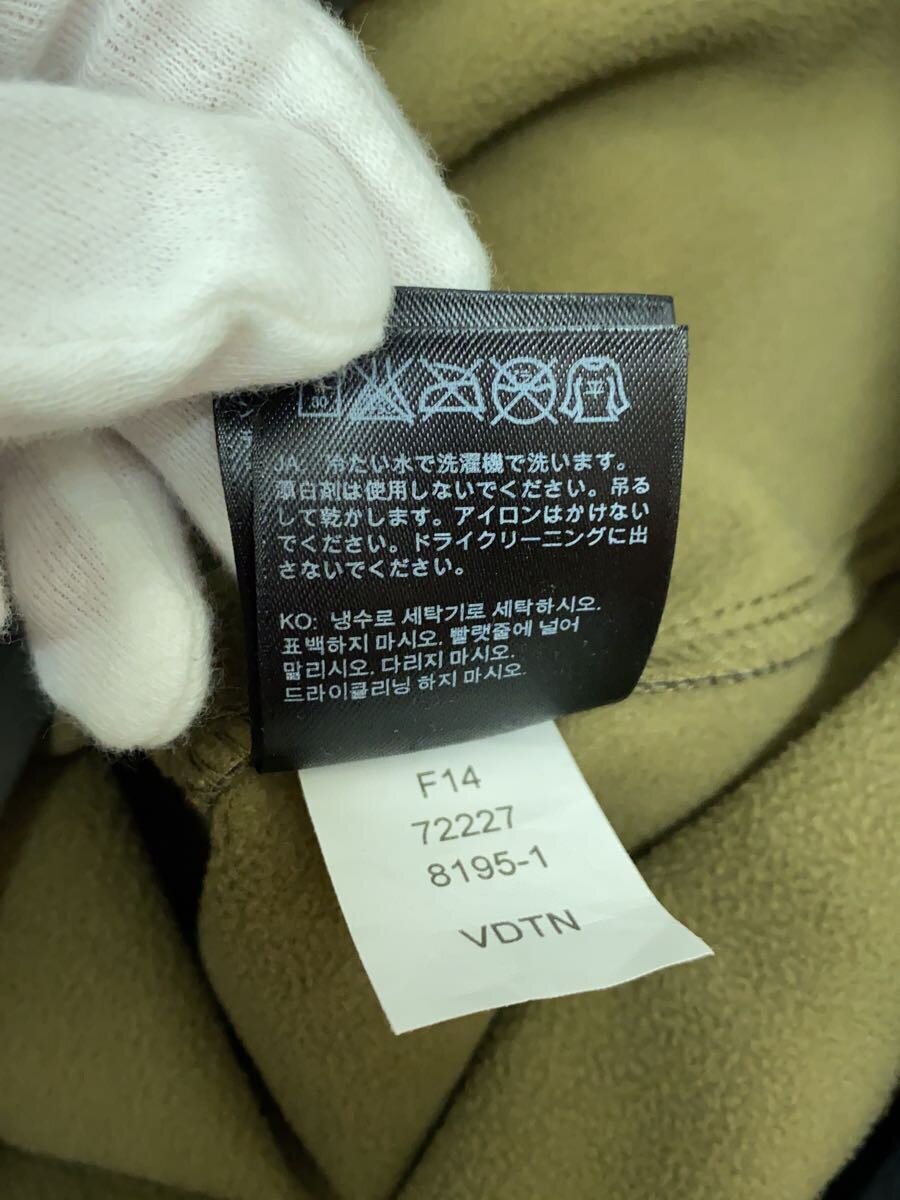 30
JA: 冷たい水で洗濯機で洗います。
漂白剤は使用しないでください。吊る
して乾かします。アイロンはかけない
でください。ドライクリーニングに出
さないでください。
KO: 냉수로 세탁기로 세탁하시오.
표백하지 마시오. 빨랫줄에 널어
말리시오. 다리지 마시오.
드라이클리닝 하지 마시오.
F14
72227
8195-1
VDTN